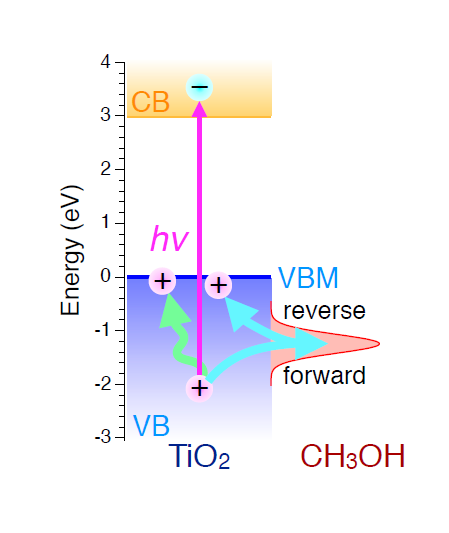 Energy (eV)
4
3
2
1
0
-1
-2
-3
CB
−
hν
+
+
VBM
reverse
forward
+
VB
TiO₂
CH₃OH